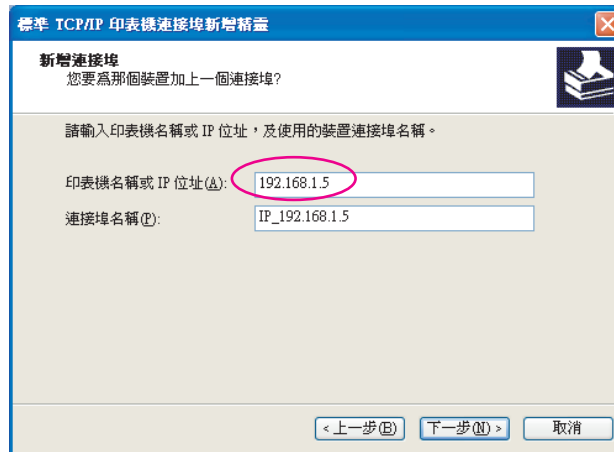 標準 TCP/IP 印表機連接埠新增精靈
新增連接埠
您要為那個裝置加上一個連接埠?
請輸入印表機名稱或 IP 位址，及使用的裝置連接埠名稱。
印表機名稱或 IP 位址(A): 192.168.1.5
連接埠名稱(P): IP_192.168.1.5
<上一步(B) 下一步(N)> 取消